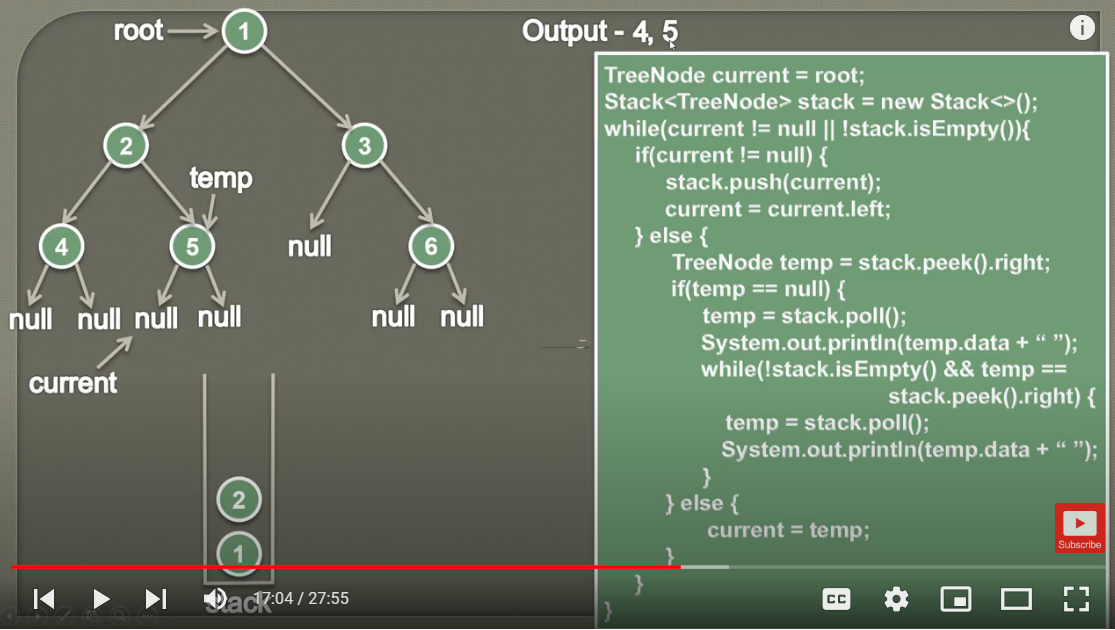 root
1
Output - 4, 5
2
3
temp
4
5
null
6
null
null
null
null
null
null
current
2
1
stack
TreeNode current = root;
Stack<TreeNode> stack = new Stack<>();
while(current != null || !stack.isEmpty()){
if(current != null) {
stack.push(current);
current = current.left;
} else {
TreeNode temp = stack.peek().right;
if(temp == null) {
temp = stack.poll();
System.out.println(temp.data + “ ”);
while(!stack.isEmpty() && temp ==
stack.peek().right) {
temp = stack.poll();
System.out.println(temp.data + “ ”);
}
} else {
current = temp;
}
}
}
Subscribe
17:04 / 27:55
CC